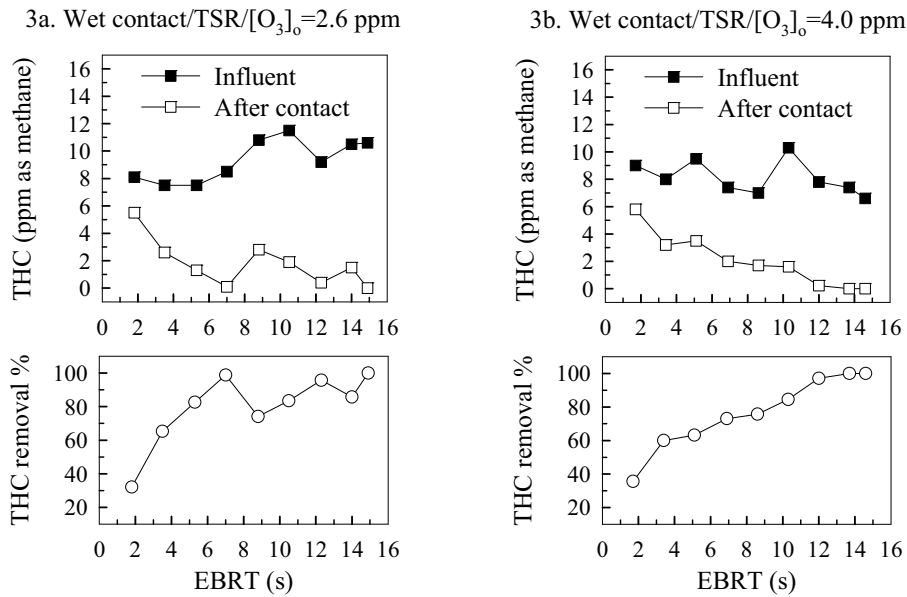 3a. Wet contact/TSR/[O₃]ₒ=2.6 ppm
16
14
12
10
8
6
4
2
0
THC (ppm as methane)
Influent
After contact
0 2 4 6 8 10 12 14 16
100
80
60
40
20
THC removal %
0 2 4 6 8 10 12 14 16
EBRT (s)
3b. Wet contact/TSR/[O₃]ₒ=4.0 ppm
16
14
12
10
8
6
4
2
0
THC (ppm as methane)
Influent
After contact
0 2 4 6 8 10 12 14 16
100
80
60
40
20
THC removal %
0 2 4 6 8 10 12 14 16
EBRT (s)